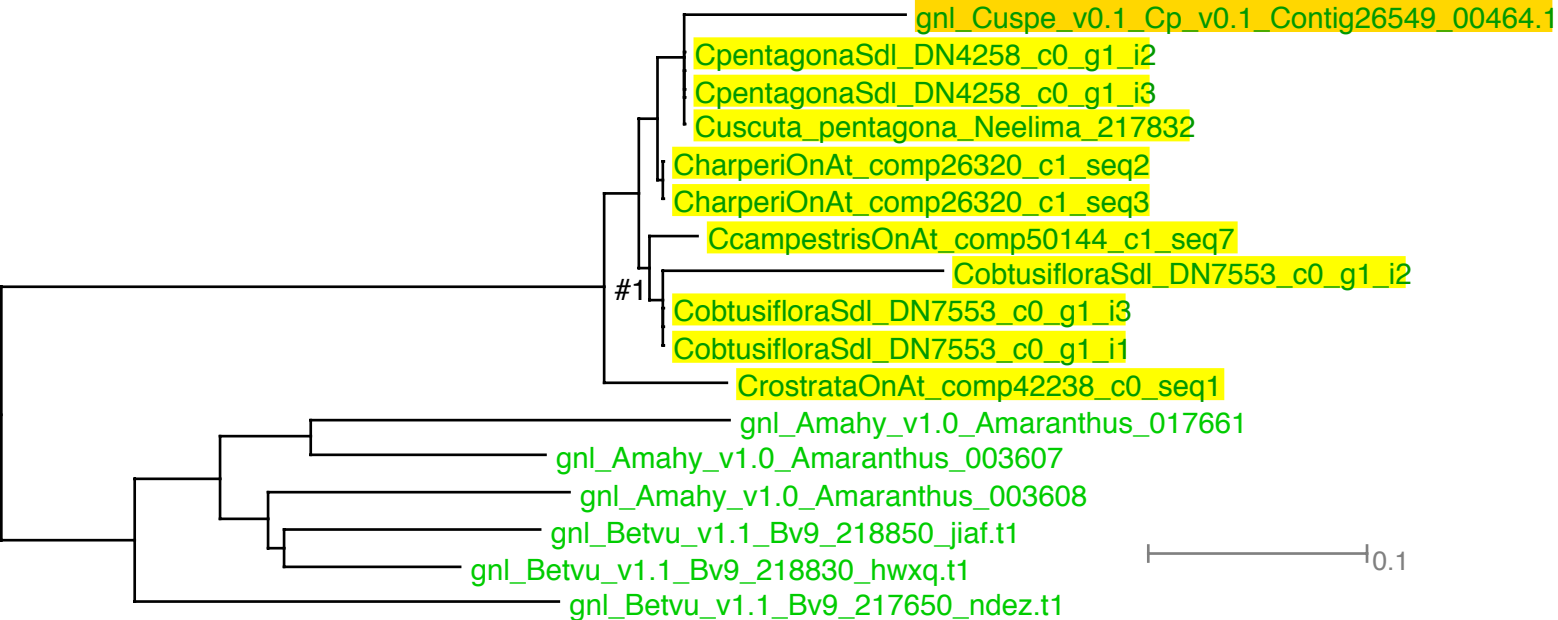 gnl_Cuspe_v0.1_Cp_v0.1_Contig26549_00464.1
CpentagonaSdl_DN4258_c0_g1_i2
CpentagonaSdl_DN4258_c0_g1_i3
Cuscuta_pentagona_Neelima_217832
CharperiOnAt_comp26320_c1_seq2
CharperiOnAt_comp26320_c1_seq3
CcampestrisOnAt_comp50144_c1_seq7
CobtusifloraSdl_DN7553_c0_g1_i2
#1
CobtusifloraSdl_DN7553_c0_g1_i3
CobtusifloraSdl_DN7553_c0_g1_i1
CrostrataOnAt_comp42238_c0_seq1
gnl_Amahy_v1.0_Amaranthus_017661
gnl_Amahy_v1.0_Amaranthus_003607
gnl_Amahy_v1.0_Amaranthus_003608
gnl_Betvu_v1.1_Bv9_218850_jiaf.t1
0.1
gnl_Betvu_v1.1_Bv9_218830_hwxq.t1
gnl_Betvu_v1.1_Bv9_217650_ndez.t1